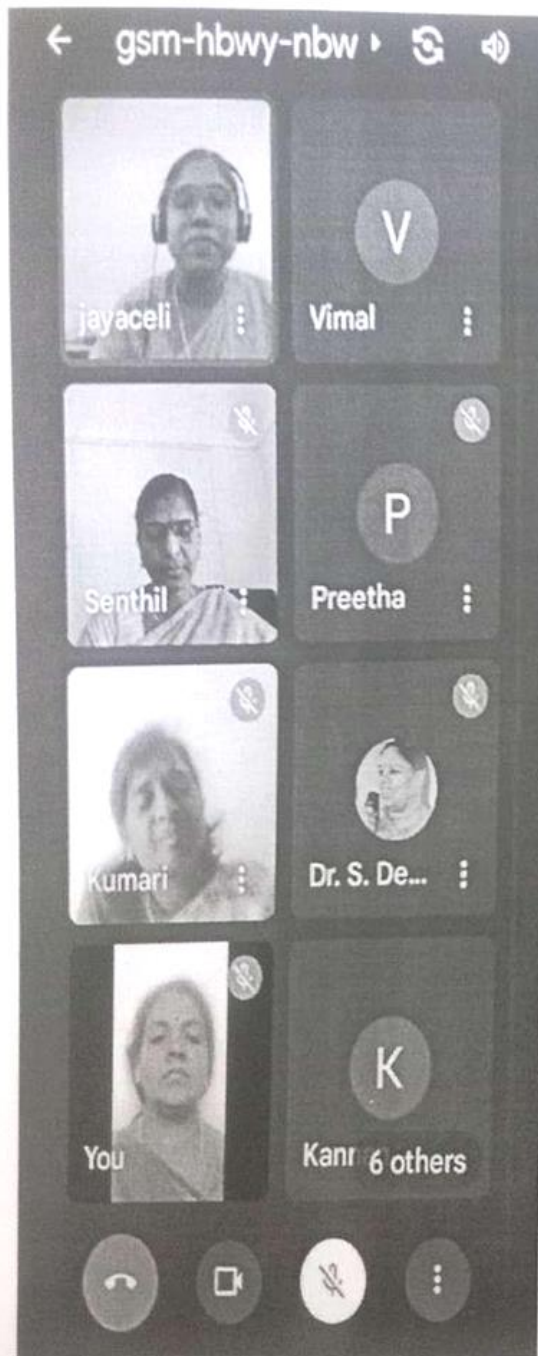 gsm-hbwy-nbw
jayaceli
V
Vimal
Senthil
P
Preetha
Kumari
Dr. S. De...
You
K
6 others